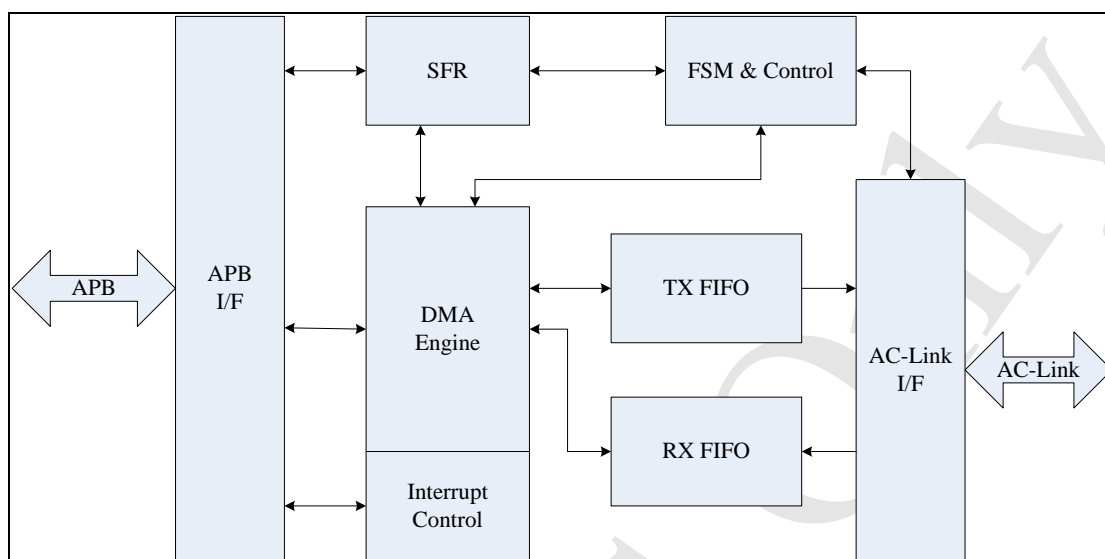 SFR
FSM & Control
APB
APB
I/F
DMA
Engine
TX FIFO
AC-Link
I/F
AC-Link
RX FIFO
Interrupt
Control